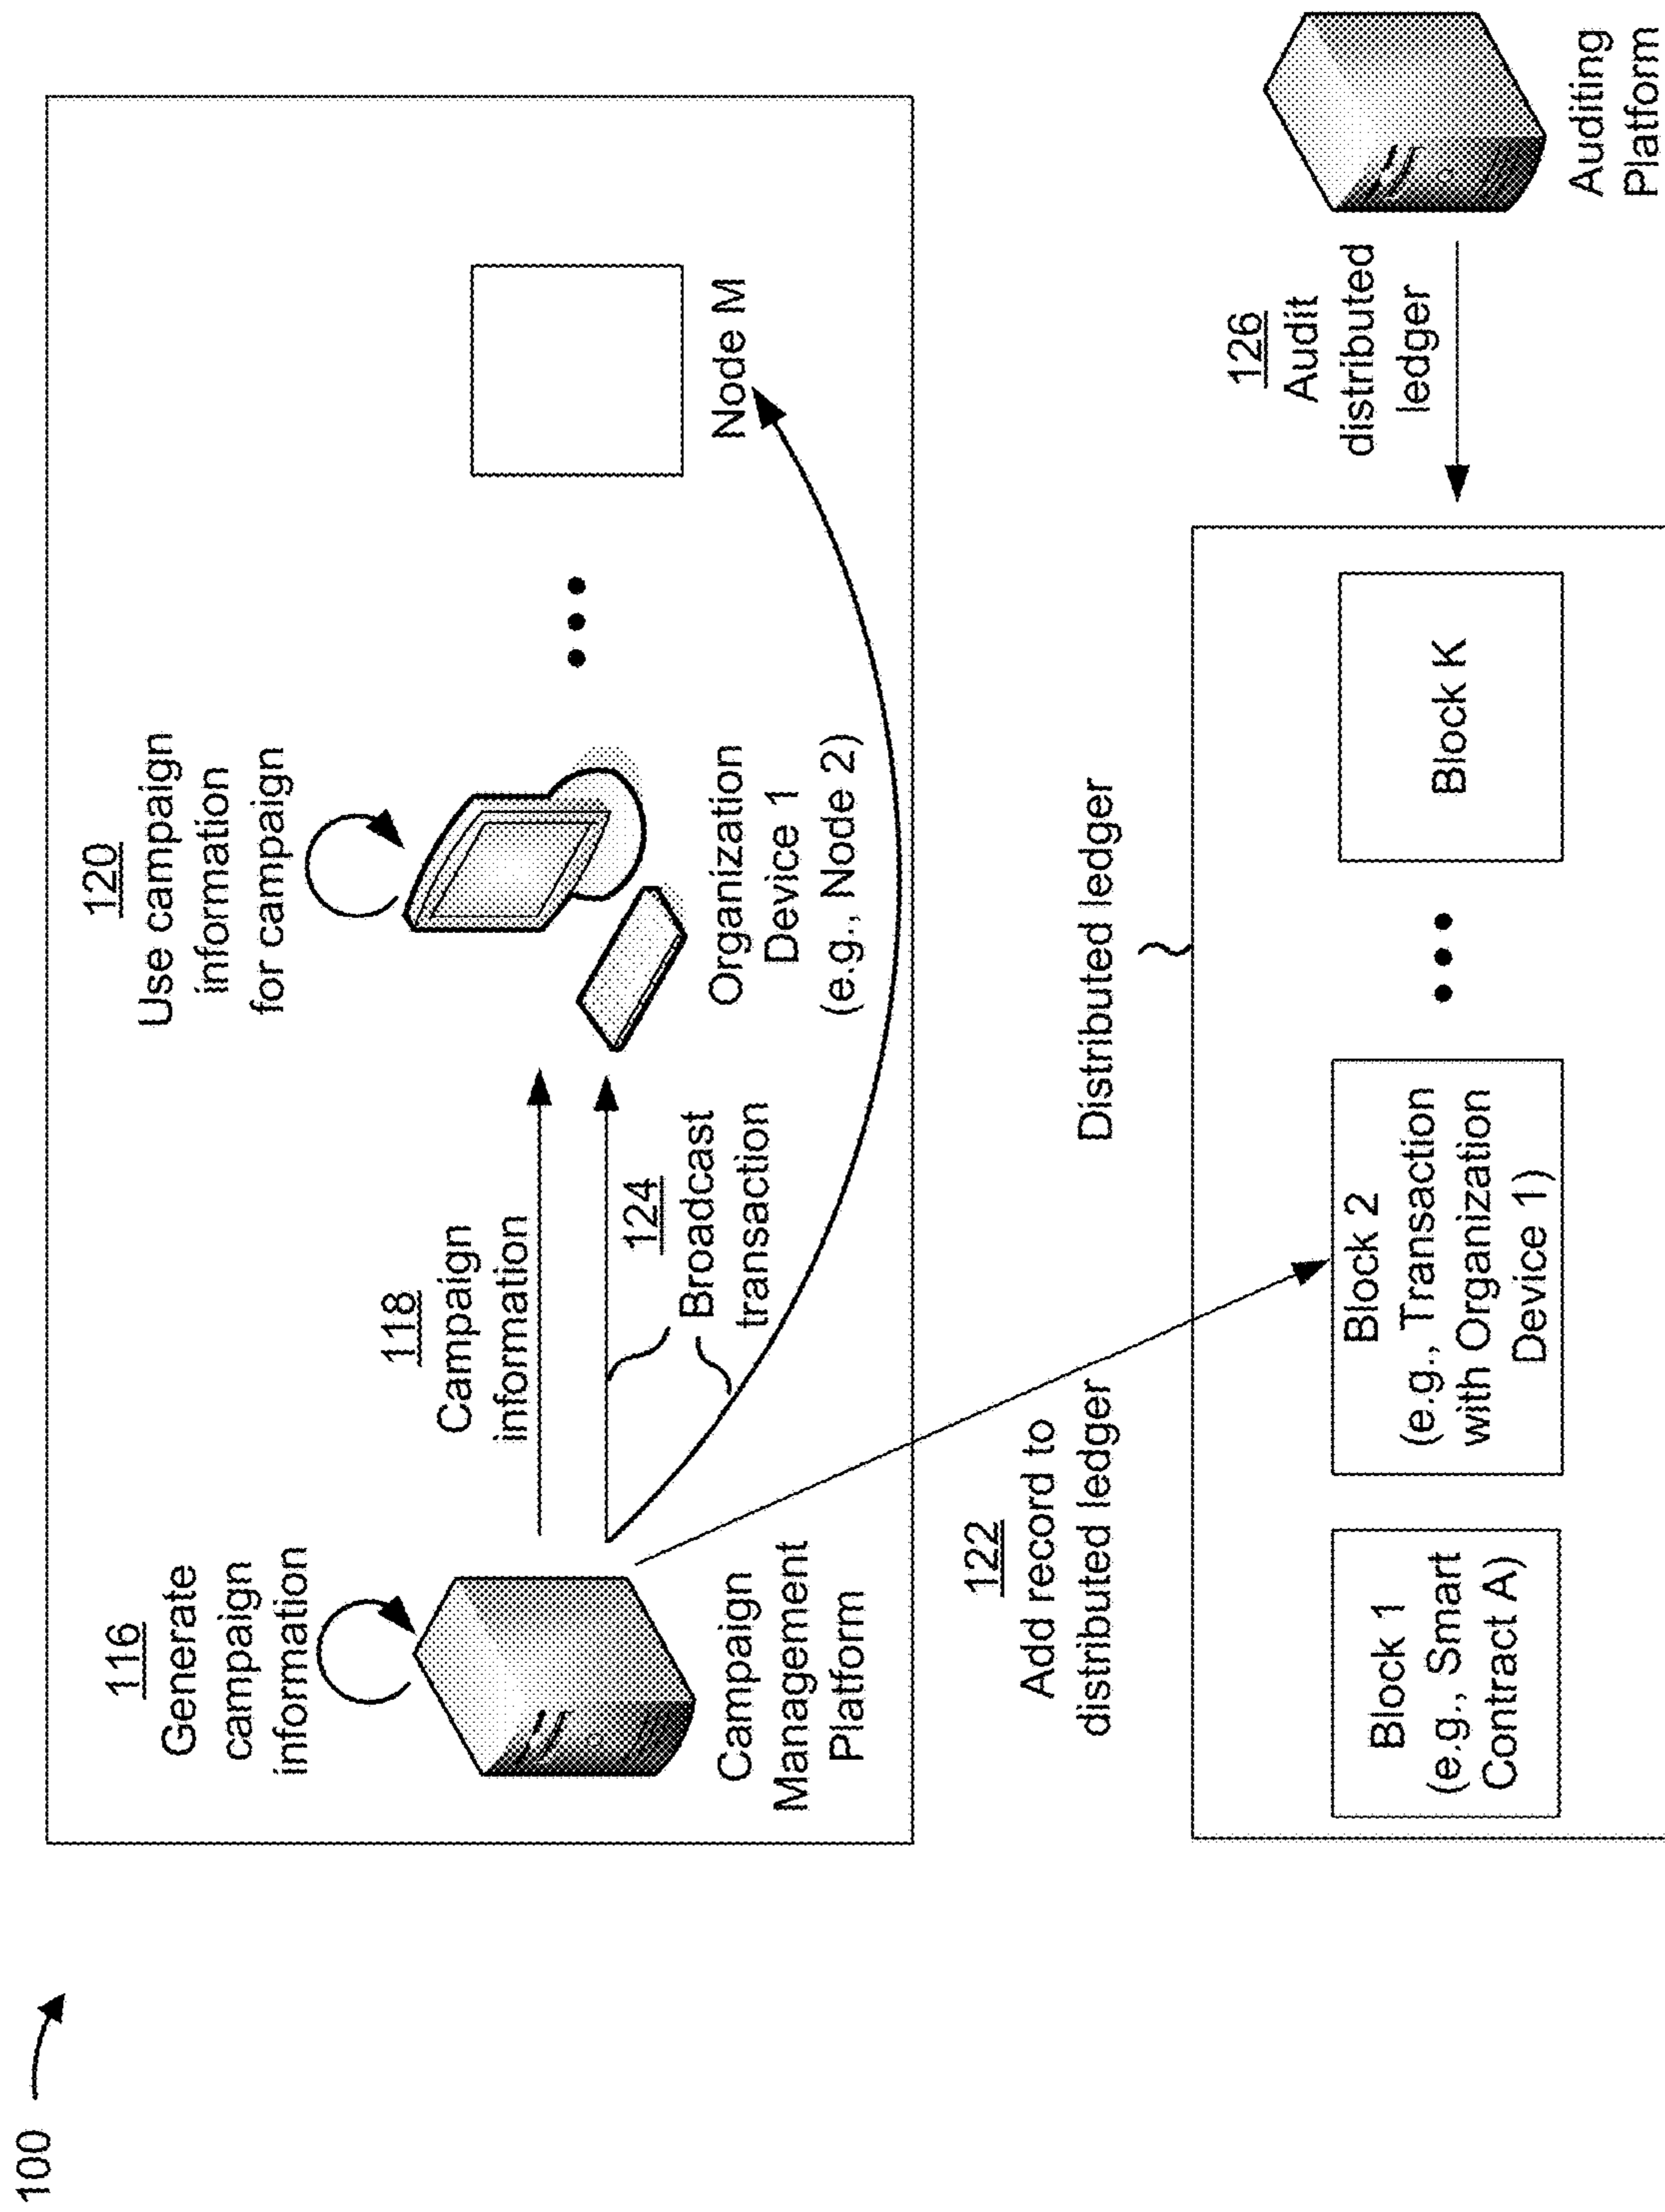 100
116
Generate
campaign
information
118
Campaign
information
120
Use campaign
information
for campaign
124
Broadcast
transaction
Campaign
Management
Platform
Organization
Device 1
(e.g., Node 2)
Node M
122
Add record to
distributed ledger
Distributed ledger
Block 1
(e.g., Smart
Contract A)
Block 2
(e.g., Transaction
with Organization
Device 1)
Block K
126
Audit
distributed
ledger
Auditing
Platform